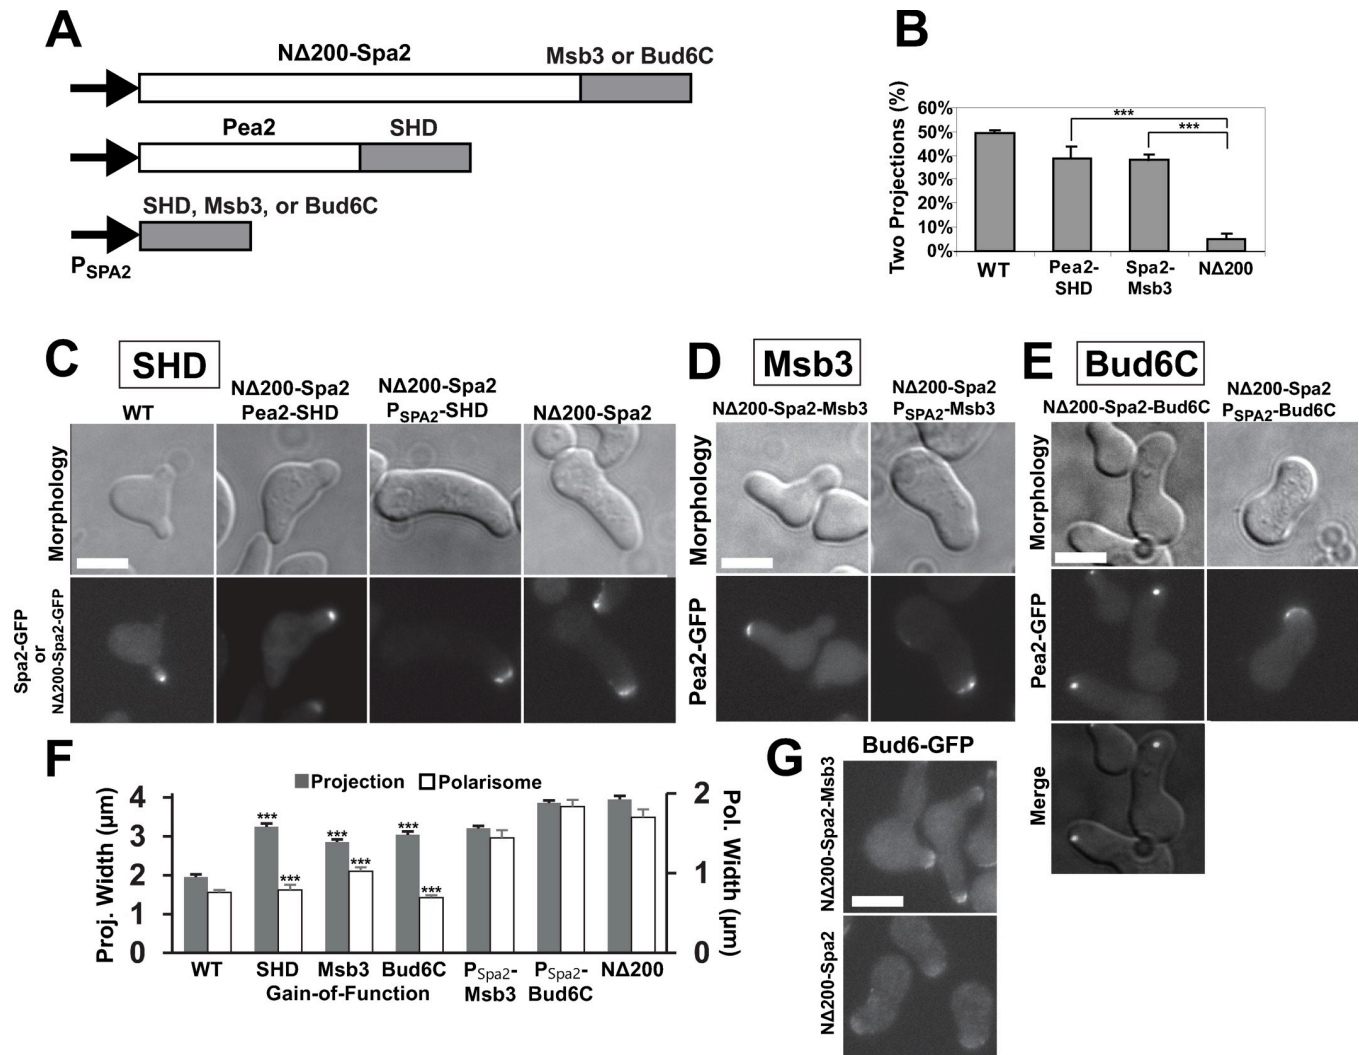 A
NΔ200-Spa2
Msb3 or Bud6C
Pea2
SHD
SHD, Msb3, or Bud6C
PSPA2
B
Two Projections (%)
60%
50%
40%
30%
20%
10%
0%
***
***
WT
Pea2-
SHD
Spa2-
Msb3
NΔ200
C
SHD
WT
NΔ200-Spa2
Pea2-SHD
NΔ200-Spa2
PSPA2-SHD
NΔ200-Spa2
Morphology
Spa2-GFP
or
NΔ200-Spa2-GFP
D
Msb3
NΔ200-Spa2-Msb3
NΔ200-Spa2
PSPA2-Msb3
Morphology
Pea2-GFP
E
Bud6C
NΔ200-Spa2-Bud6C
NΔ200-Spa2
PSPA2-Bud6C
Morphology
Pea2-GFP
Merge
F
Projection
Polarisome
Proj. Width (µm)
4
3
2
1
0
Pol. Width (µm)
2
1
0
***
***
***
***
***
***
WT
SHD
Msb3
Bud6C
Gain-of-Function
PSpa2-
Msb3
PSpa2-
Bud6C
NΔ200
G
Bud6-GFP
NΔ200-Spa2-Msb3
NΔ200-Spa2